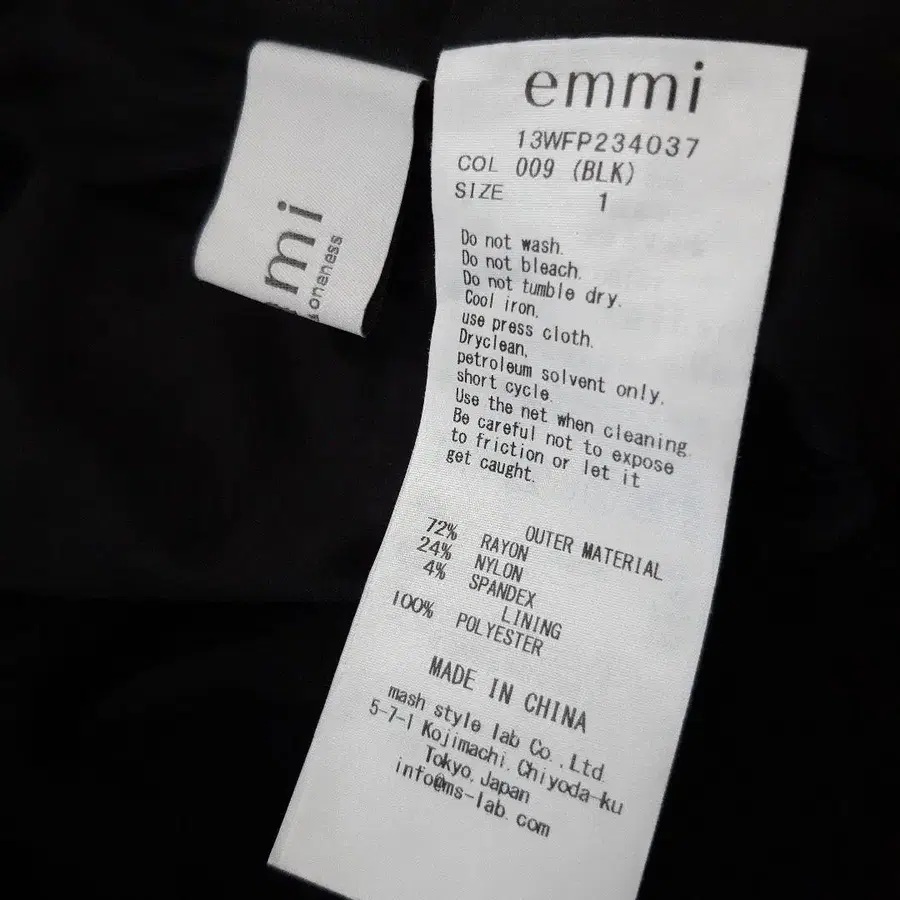 mi
oneness
emmi
13WFP234037
COL 009 (BLK)
SIZE 1
Do not wash.
Do not bleach.
Do not tumble dry.
Cool iron,
use press cloth.
Dryclean,
petroleum solvent only,
short cycle.
Use the net when cleaning.
Be careful not to expose
to friction or let it
get caught.
OUTER MATERIAL
72% RAYON
24% NYLON
4% SPANDEX
LINING
100% POLYESTER
MADE IN CHINA
mash style lab Co.,Ltd.
5-7-1 Kojimachi, Chiyoda-ku
Tokyo, Japan
info@ms-lab.com